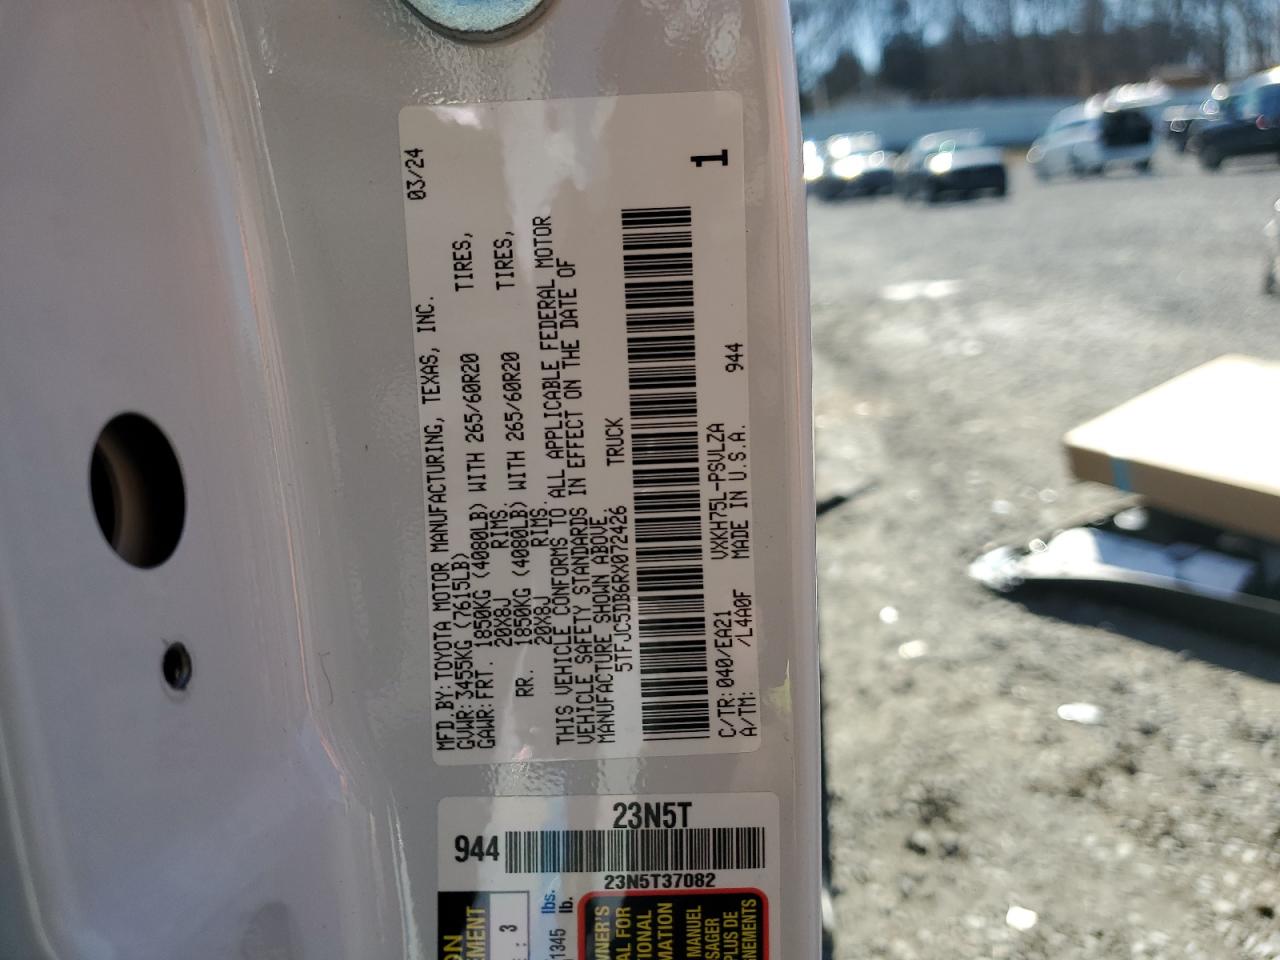 MFD.BY:TOYOTA MOTOR MANUFACTURING, TEXAS, INC. 03/24
GVWR:3455KG (7615LB)
GAWR:FRT. 1850KG (4080LB) WITH 265/60R20 TIRES,
20X8J RIMS.
RR. 1850KG (4080LB) WITH 265/60R20 TIRES,
20X8J RIMS.
THIS VEHICLE CONFORMS TO ALL APPLICABLE FEDERAL MOTOR
VEHICLE SAFETY STANDARDS IN EFFECT ON THE DATE OF
MANUFACTURE SHOWN ABOVE
5TFJC5DB6RX072426 TRUCK
1
C/TR: 040/EA21 VXKH75L-PSVLZA
A/TM: /L4A0F MADE IN U.S.A. 944
23N5T
944
23N5T37082
3
1345 lbs.
lb.